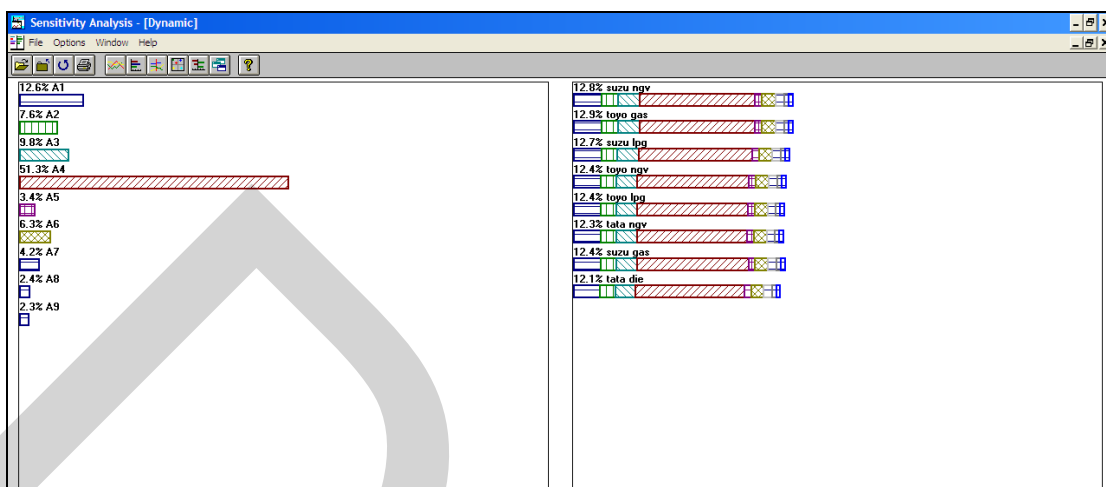 Sensitivity Analysis - [Dynamic]
File Options Window Help
12.6% A1
7.6% A2
9.8% A3
51.3% A4
3.4% A5
6.3% A6
4.2% A7
2.4% A8
2.3% A9
12.8% suzu ngv
12.9% toyo gas
12.7% suzu lpg
12.4% toyo ngv
12.4% toyo lpg
12.3% tata ngv
12.4% suzu gas
12.1% tata die